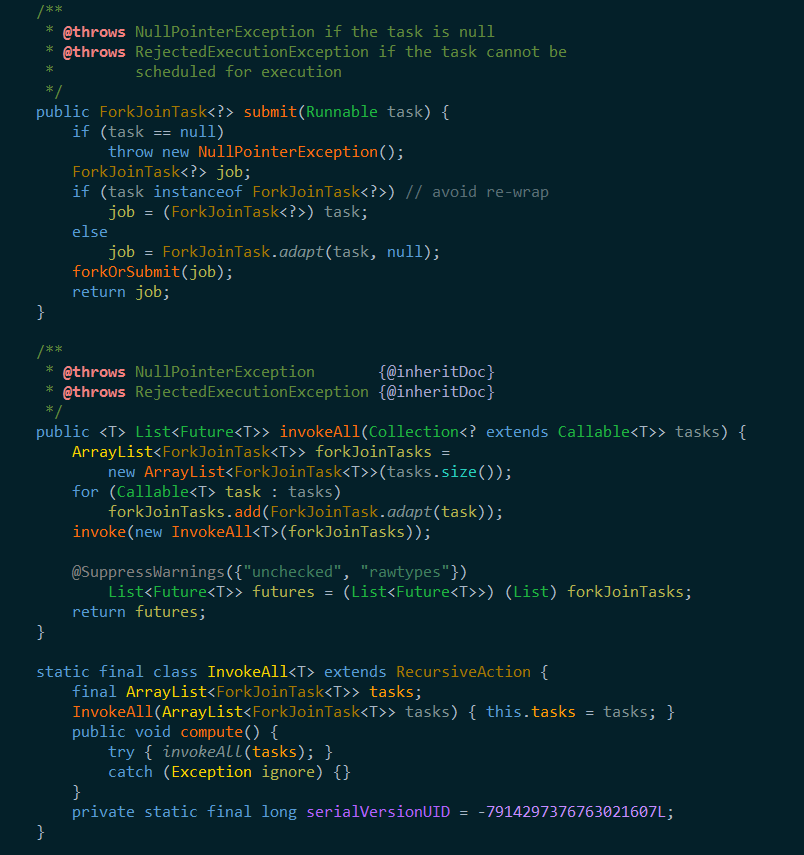 /**
 * @throws NullPointerException if the task is null
 * @throws RejectedExecutionException if the task cannot be
 *         scheduled for execution
 */
public ForkJoinTask<?> submit(Runnable task) {
    if (task == null)
        throw new NullPointerException();
    ForkJoinTask<?> job;
    if (task instanceof ForkJoinTask<?>) // avoid re-wrap
        job = (ForkJoinTask<?>) task;
    else
        job = ForkJoinTask.adapt(task, null);
    forkOrSubmit(job);
    return job;
}

/**
 * @throws NullPointerException       {@inheritDoc}
 * @throws RejectedExecutionException {@inheritDoc}
 */
public <T> List<Future<T>> invokeAll(Collection<? extends Callable<T>> tasks) {
    ArrayList<ForkJoinTask<T>> forkJoinTasks =
        new ArrayList<ForkJoinTask<T>>(tasks.size());
    for (Callable<T> task : tasks)
        forkJoinTasks.add(ForkJoinTask.adapt(task));
    invoke(new InvokeAll<T>(forkJoinTasks));

    @SuppressWarnings({"unchecked", "rawtypes"})
        List<Future<T>> futures = (List<Future<T>>) (List) forkJoinTasks;
    return futures;
}

static final class InvokeAll<T> extends RecursiveAction {
    final ArrayList<ForkJoinTask<T>> tasks;
    InvokeAll(ArrayList<ForkJoinTask<T>> tasks) { this.tasks = tasks; }
    public void compute() {
        try { invokeAll(tasks); }
        catch (Exception ignore) {}
    }
    private static final long serialVersionUID = -7914297376763021607L;
}